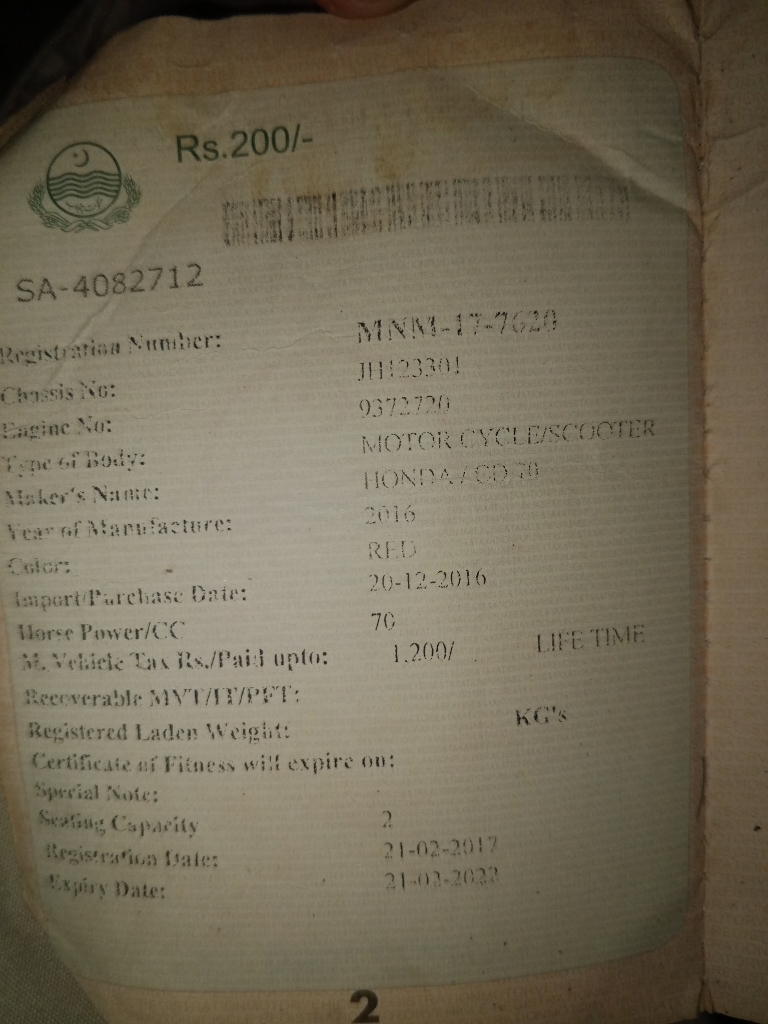 Rs.200/-
SA-4082712
Registration Number: MNM-17-7620
Chassis No: JH123301
Engine No: 9372720
Type of Body: MOTOR CYCLE/SCOOTER
Maker's Name: HONDA / CD 70
Year of Manufacture: 2016
Color: RED
Import/Purchase Date: 20-12-2016
Horse Power/CC 70
M. Vehicle Tax Rs./Paid upto: 1,200/ LIFE TIME
Recoverable MVT/IT/PFT:
Registered Laden Weight: KG's
Certificate of Fitness will expire on:
Special Note:
Seating Capacity 2
Registration Date: 21-02-2017
Expiry Date: 21-02-2022
2